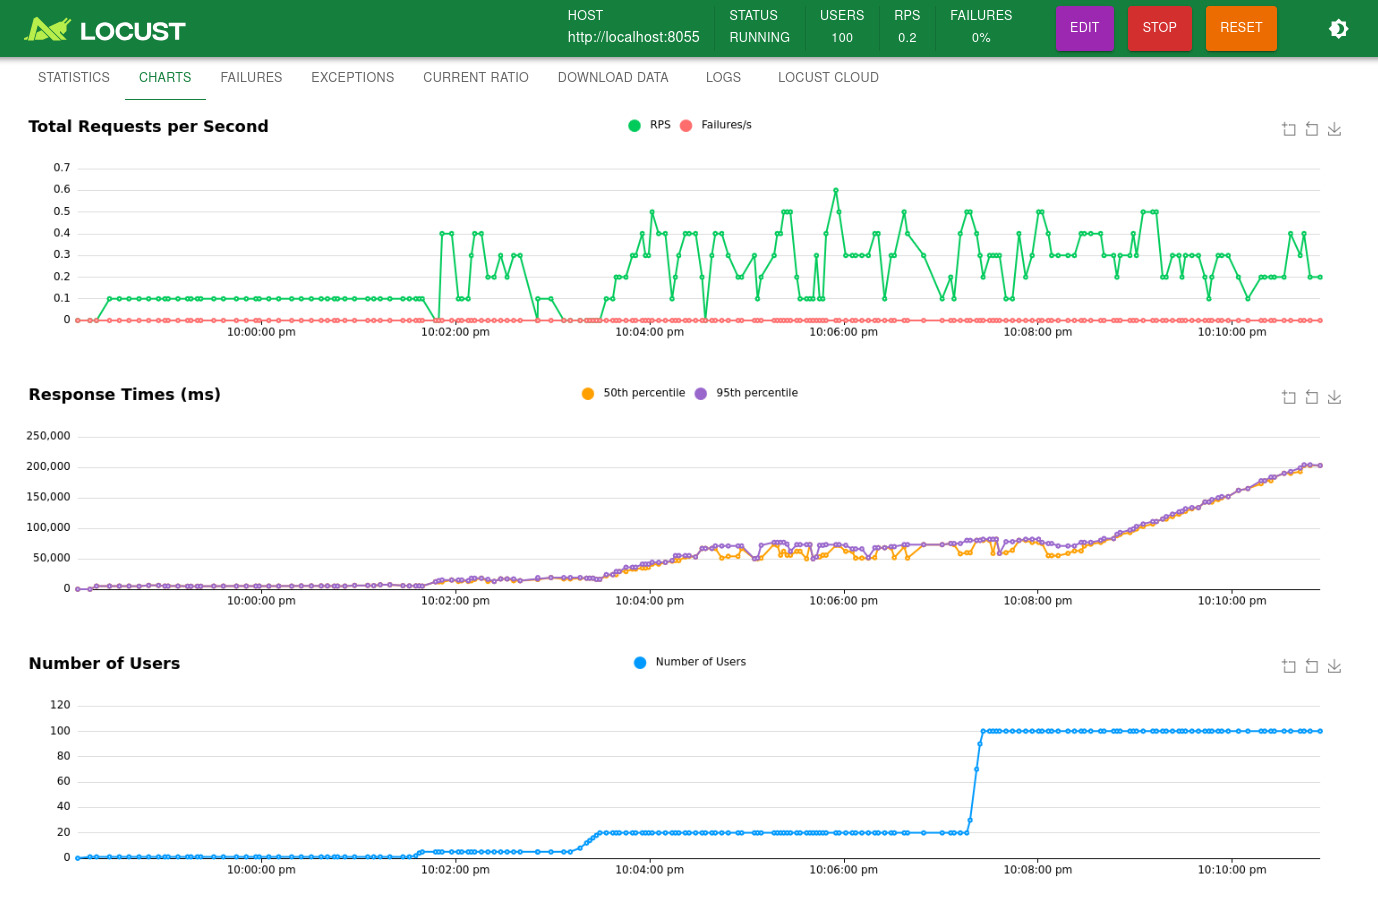 LOCUST
HOST
http://localhost:8055
STATUS
RUNNING
USERS
100
RPS
0.2
FAILURES
0%
EDIT
STOP
RESET
STATISTICS
CHARTS
FAILURES
EXCEPTIONS
CURRENT RATIO
DOWNLOAD DATA
LOGS
LOCUST CLOUD
Total Requests per Second
RPS
Failures/s
0.7
0.6
0.5
0.4
0.3
0.2
0.1
0
10:00:00 pm
10:02:00 pm
10:04:00 pm
10:06:00 pm
10:08:00 pm
10:10:00 pm
Response Times (ms)
50th percentile
95th percentile
250,000
200,000
150,000
100,000
50,000
0
10:00:00 pm
10:02:00 pm
10:04:00 pm
10:06:00 pm
10:08:00 pm
10:10:00 pm
Number of Users
Number of Users
120
100
80
60
40
20
0
10:00:00 pm
10:02:00 pm
10:04:00 pm
10:06:00 pm
10:08:00 pm
10:10:00 pm